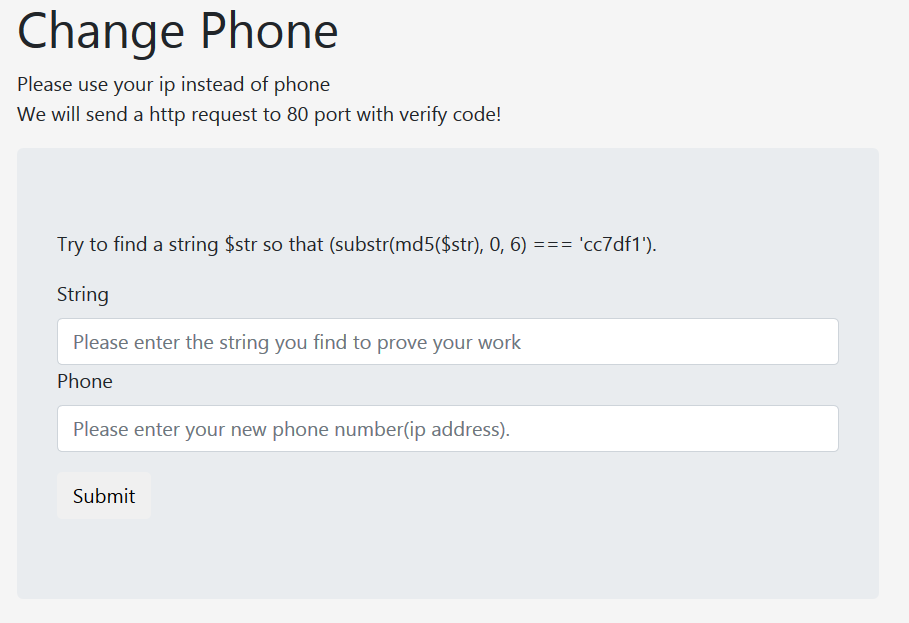 Change Phone
Please use your ip instead of phone
We will send a http request to 80 port with verify code!
Try to find a string $str so that (substr(md5($str), 0, 6) === 'cc7df1').
String
Please enter the string you find to prove your work
Phone
Please enter your new phone number(ip address).
Submit